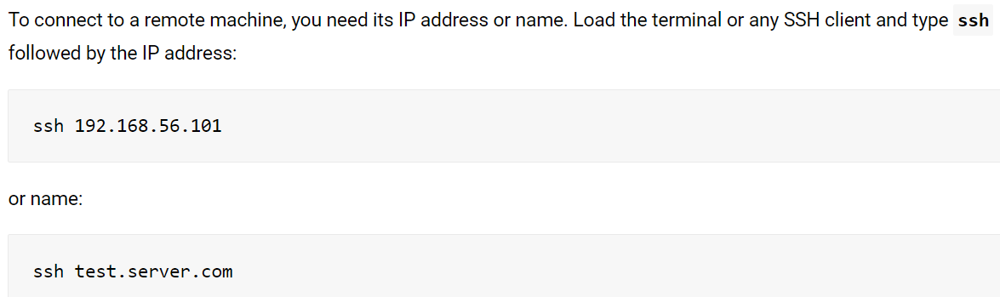 To connect to a remote machine, you need its IP address or name. Load the terminal or any SSH client and type ssh
followed by the IP address:
ssh 192.168.56.101
or name:
ssh test.server.com